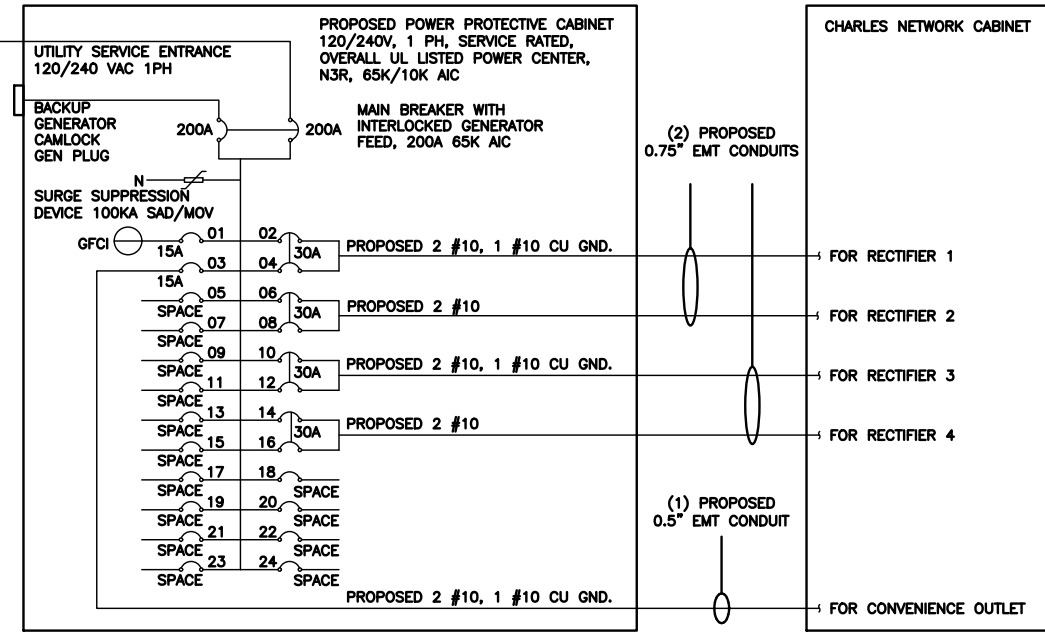 PROPOSED POWER PROTECTIVE CABINET
120/240V, 1 PH, SERVICE RATED,
OVERALL UL LISTED POWER CENTER,
N3R, 65K/10K AIC
CHARLES NETWORK CABINET
UTILITY SERVICE ENTRANCE
120/240 VAC 1PH
BACKUP
GENERATOR
CAMLOCK
GEN PLUG
200A
200A
MAIN BREAKER WITH
INTERLOCKED GENERATOR
FEED, 200A 65K AIC
(2) PROPOSED
0.75" EMT CONDUITS
N
SURGE SUPPRESSION
DEVICE 100KA SAD/MOV
GFCI
15A
01
02
30A
PROPOSED 2 #10, 1 #10 CU GND.
FOR RECTIFIER 1
15A
03
04
SPACE
05
06
30A
PROPOSED 2 #10
FOR RECTIFIER 2
SPACE
07
08
SPACE
09
10
30A
PROPOSED 2 #10, 1 #10 CU GND.
FOR RECTIFIER 3
SPACE
11
12
SPACE
13
14
30A
PROPOSED 2 #10
FOR RECTIFIER 4
SPACE
15
16
SPACE
17
18
SPACE
SPACE
19
20
SPACE
SPACE
21
22
SPACE
SPACE
23
24
SPACE
(1) PROPOSED
0.5" EMT CONDUIT
PROPOSED 2 #10, 1 #10 CU GND.
FOR CONVENIENCE OUTLET